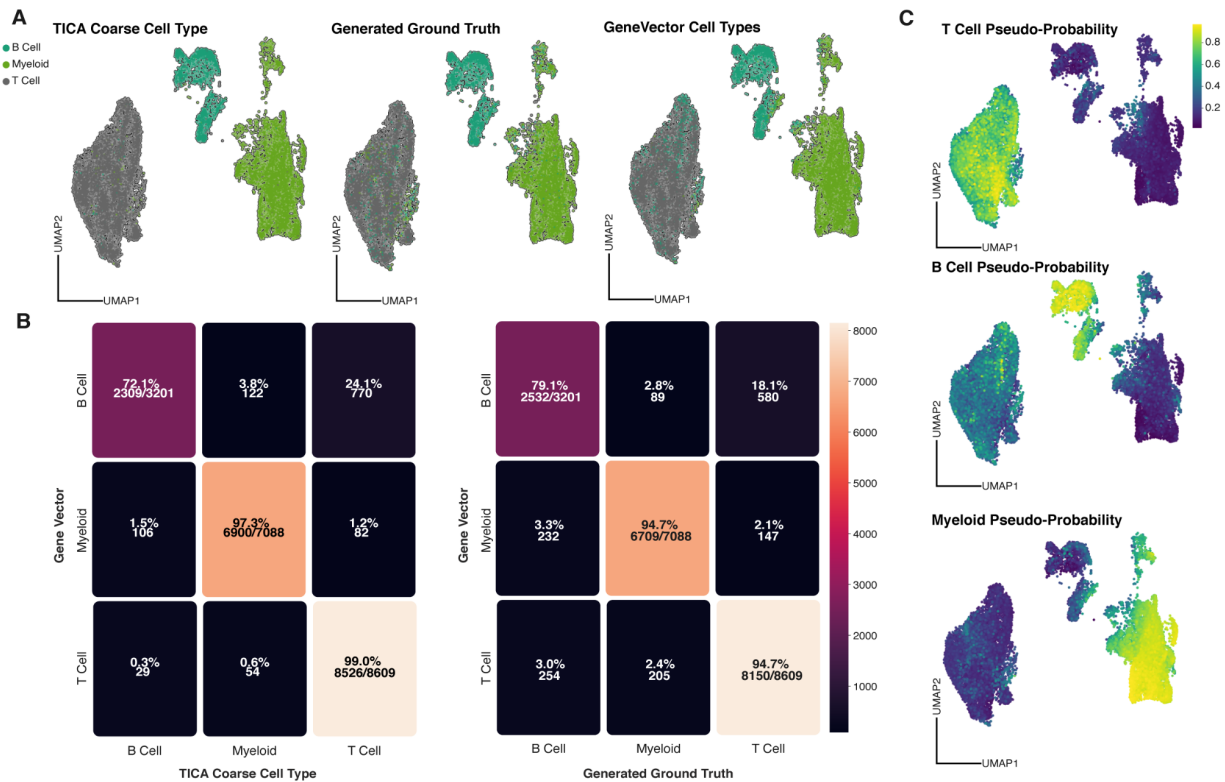 A
TICA Coarse Cell Type
Generated Ground Truth
GeneVector Cell Types
B Cell
Myeloid
T Cell
UMAP2
UMAP1
UMAP2
UMAP1
UMAP2
UMAP1
B
B Cell
72.1%
2309/3201
3.8%
122
24.1%
770
Gene Vector
Myeloid
1.5%
106
97.3%
6900/7088
1.2%
82
T Cell
0.3%
29
0.6%
54
99.0%
8526/8609
B Cell
Myeloid
T Cell
TICA Coarse Cell Type
B Cell
79.1%
2532/3201
2.8%
89
18.1%
580
Gene Vector
Myeloid
3.3%
232
94.7%
6709/7088
2.1%
147
T Cell
3.0%
254
2.4%
205
94.7%
8150/8609
B Cell
Myeloid
T Cell
Generated Ground Truth
8000
7000
6000
5000
4000
3000
2000
1000
C
T Cell Pseudo-Probability
0.8
0.6
0.4
0.2
UMAP2
UMAP1
B Cell Pseudo-Probability
UMAP2
UMAP1
Myeloid Pseudo-Probability
UMAP2
UMAP1